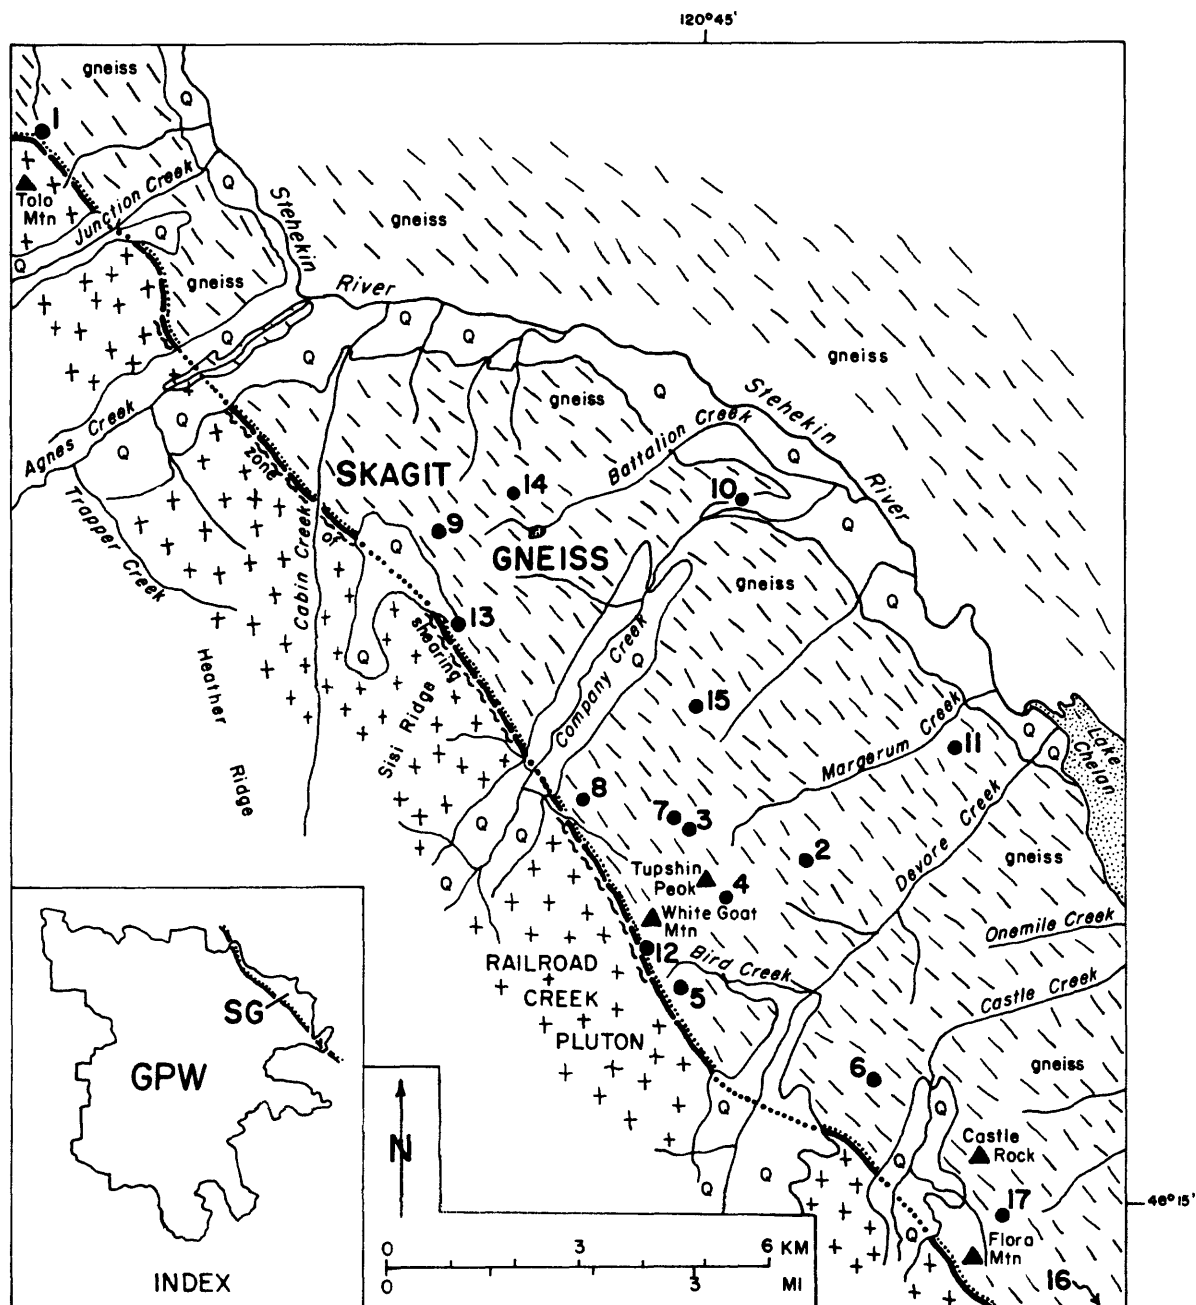 120°45'
gneiss
Q
1
Tolo
Mtn
Junction Creek
Q
Q
Q
gneiss
Stehekin
River
gneiss
Q
Q
Q
Q
gneiss
Stehekin
River
gneiss
Q
Agnes Creek
Q
Q
Trapper
Creek
zone
of
shearing
SKAGIT
GNEISS
14
9
Battalion Creek
10
Q
Q
Q
gneiss
Cabin Creek
Q
Q
13
Heather
Ridge
Sisi Ridge
Company Creek
Q
15
Margerum Creek
11
Q
Q
Lake
Chelan
8
7
3
2
Devore Creek
gneiss
Q
Q
Q
Tupshin
Peak
4
White Goat
Mtn
12
Bird Creek
5
Onemile Creek
Castle Creek
RAILROAD
CREEK
PLUTON
6
gneiss
Q
Q
Castle
Rock
Q
Q
Q
17
Q
Flora
Mtn
16
48°15'
SG
GPW
INDEX
N
0 3 6 KM
0 3 MI